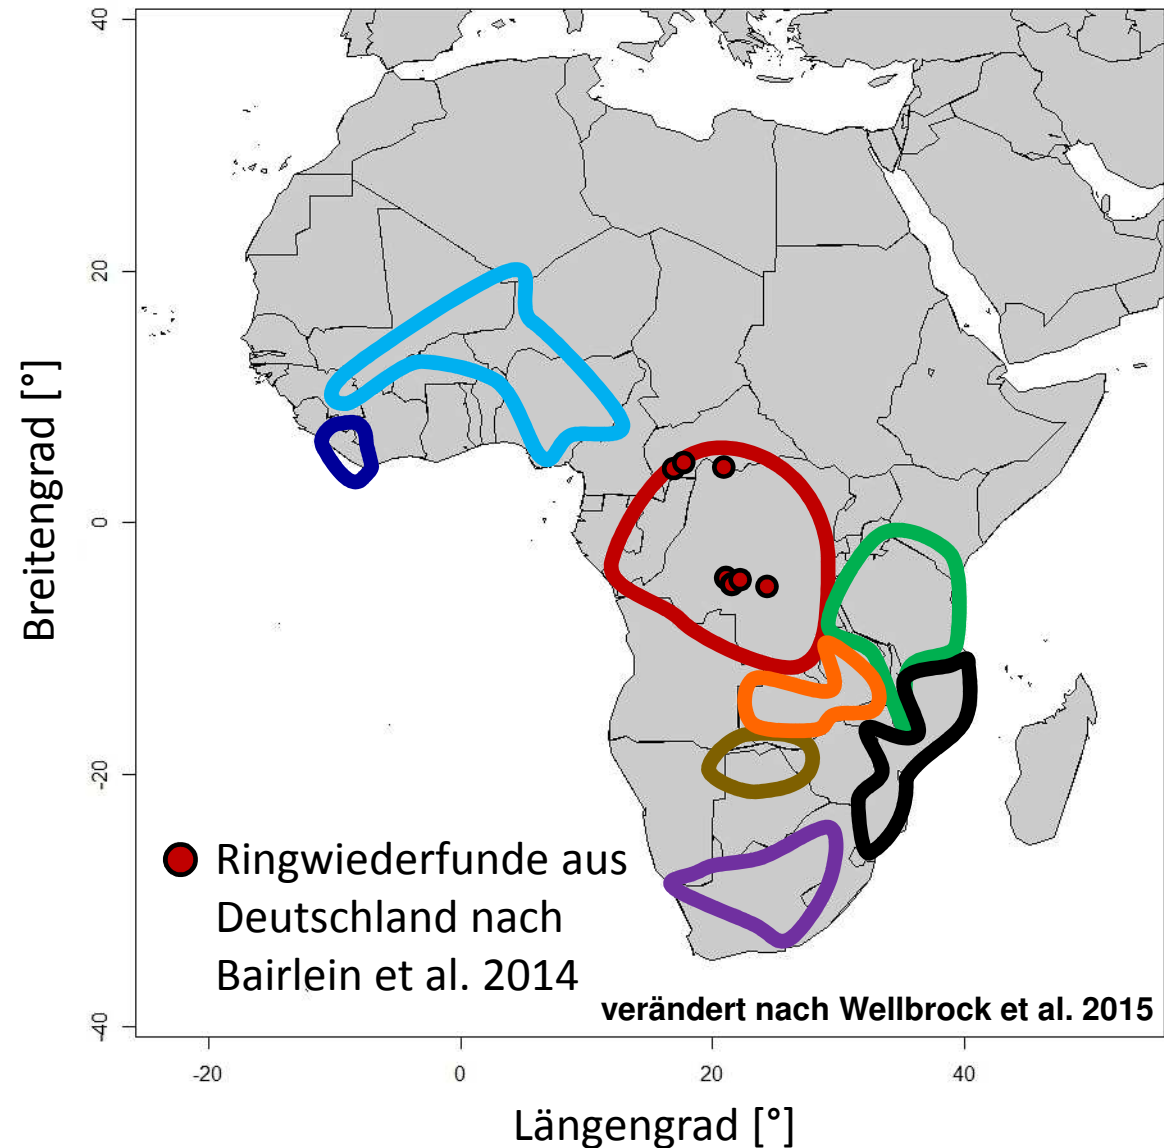 40
20
0
-20
-40
Breitengrad [°]
Ringwiederfunde aus
Deutschland nach
Bairlein et al. 2014
verändert nach Wellbrock et al. 2015
-20
0
20
40
Längengrad [°]